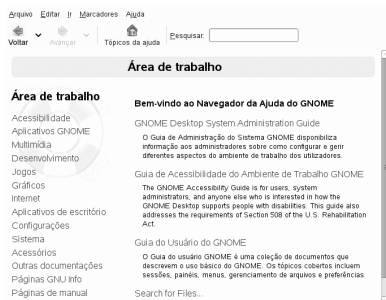 Arquivo Editar Ir Marcadores Ajuda
Voltar Avançar Tópicos da ajuda Pesquisar:
Área de trabalho
Área de trabalho
Acessibilidade
Aplicativos GNOME
Multimídia
Desenvolvimento
Jogos
Gráficos
Internet
Aplicativos de escritório
Configurações
Sistema
Acessórios
Outras documentações
Páginas GNU Info
Páginas de manual
Bem-vindo ao Navegador da Ajuda do GNOME
GNOME Desktop System Administration Guide
O Guia de Administração do Sistema GNOME disponibiliza
informação aos administradores sobre como configurar e gerir
diferentes aspectos do ambiente de trabalho dos utilizadores.
Guia de Acessibilidade do Ambiente de Trabalho GNOME
The GNOME Accessibility Guide is for users, system
administrators, and anyone else who is interested in how the
GNOME Desktop supports people with disabilities. This guide also
addresses the requirements of Section 508 of the U.S. Rehabilitation
Act.
Guia do Usuário do GNOME
O Guia do usuário GNOME é uma coleção de documentos que
descrevem o uso básico do GNOME. Os tópicos cobertos incluem
sessões, painéis, menus, gerenciamento de arquivos e preferências.
Search for Files...